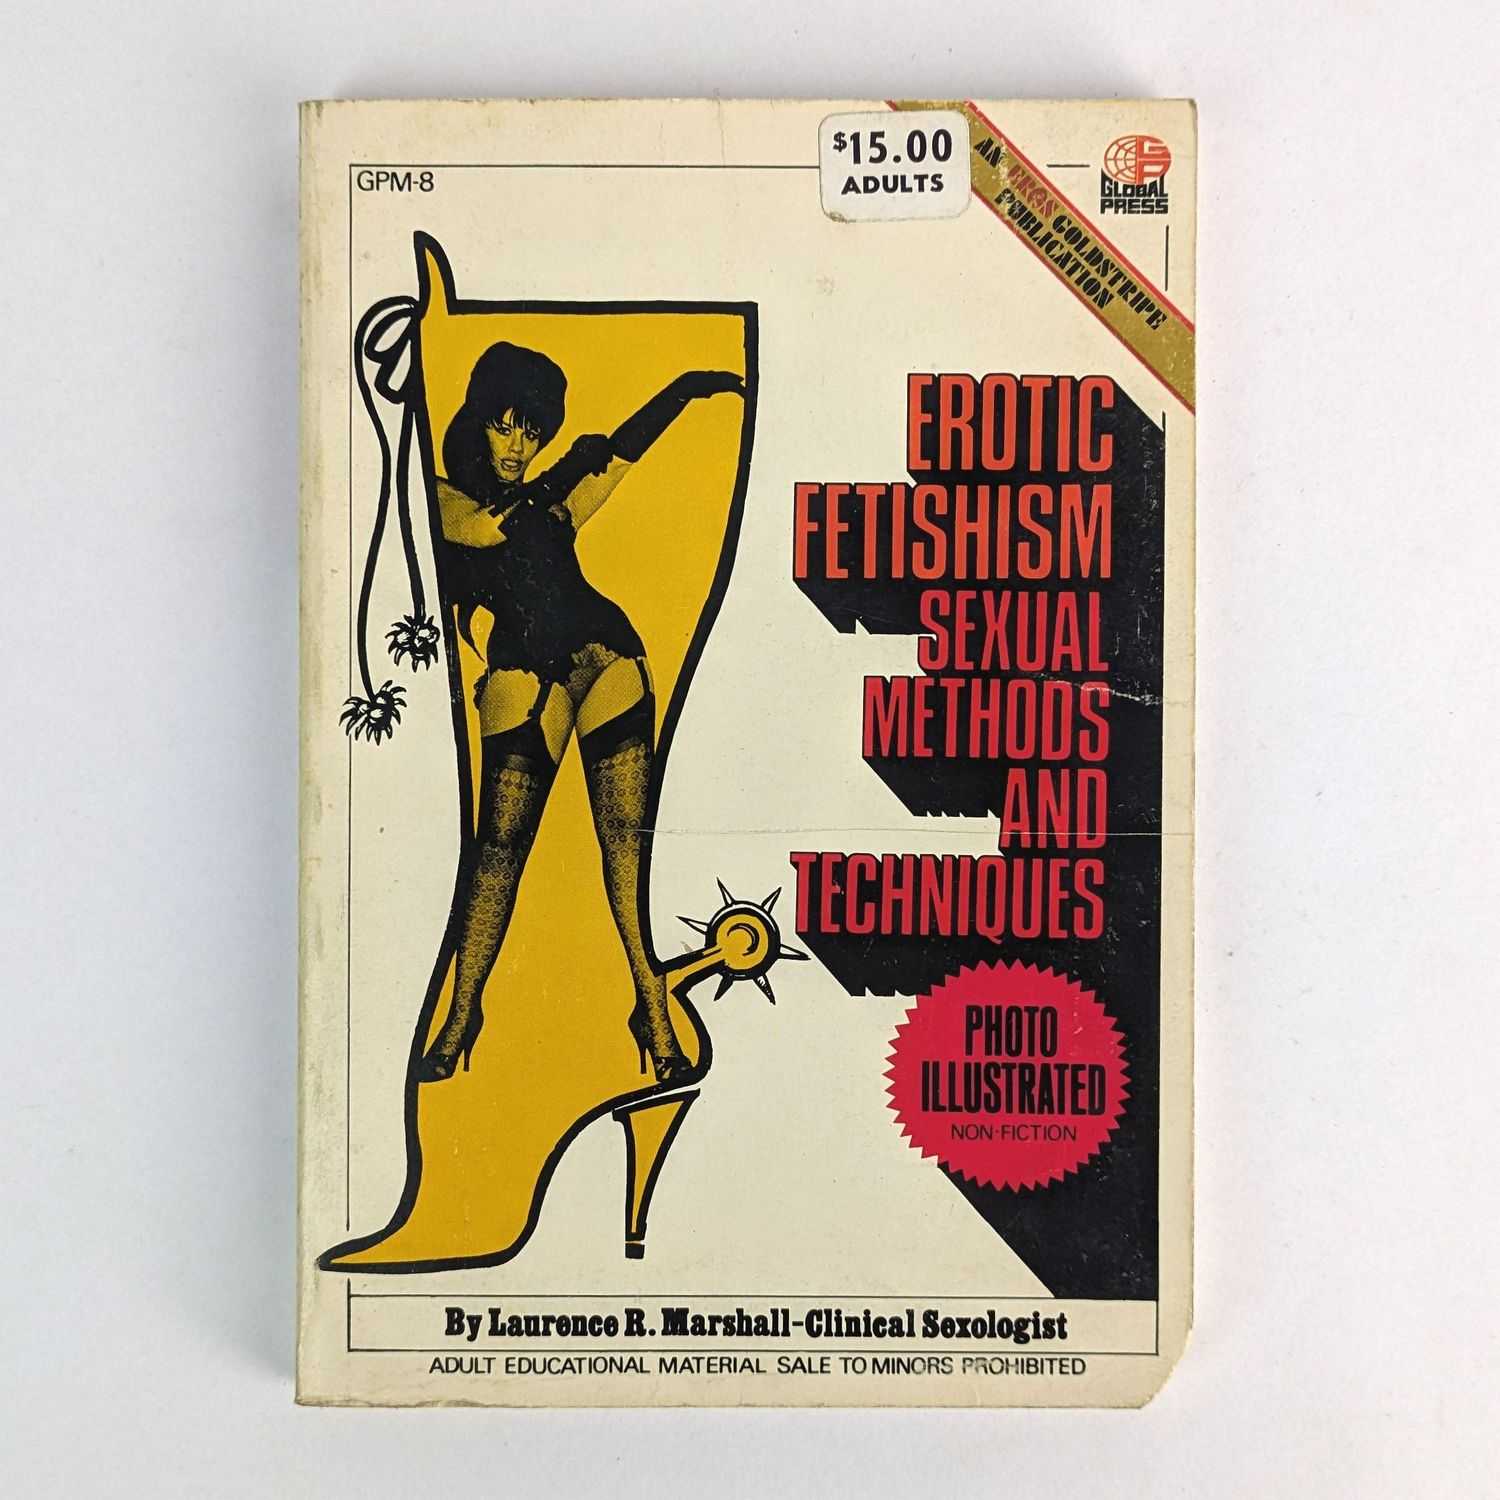 GPM-8
$15.00
ADULTS
AN EROS GOLDSTRIPE
PUBLICATION
GLOBAL
PRESS
EROTIC
FETISHISM
SEXUAL
METHODS
AND
TECHNIQUES
PHOTO
ILLUSTRATED
NON-FICTION
By Laurence R. Marshall-Clinical Sexologist
ADULT EDUCATIONAL MATERIAL SALE TO MINORS PROHIBITED